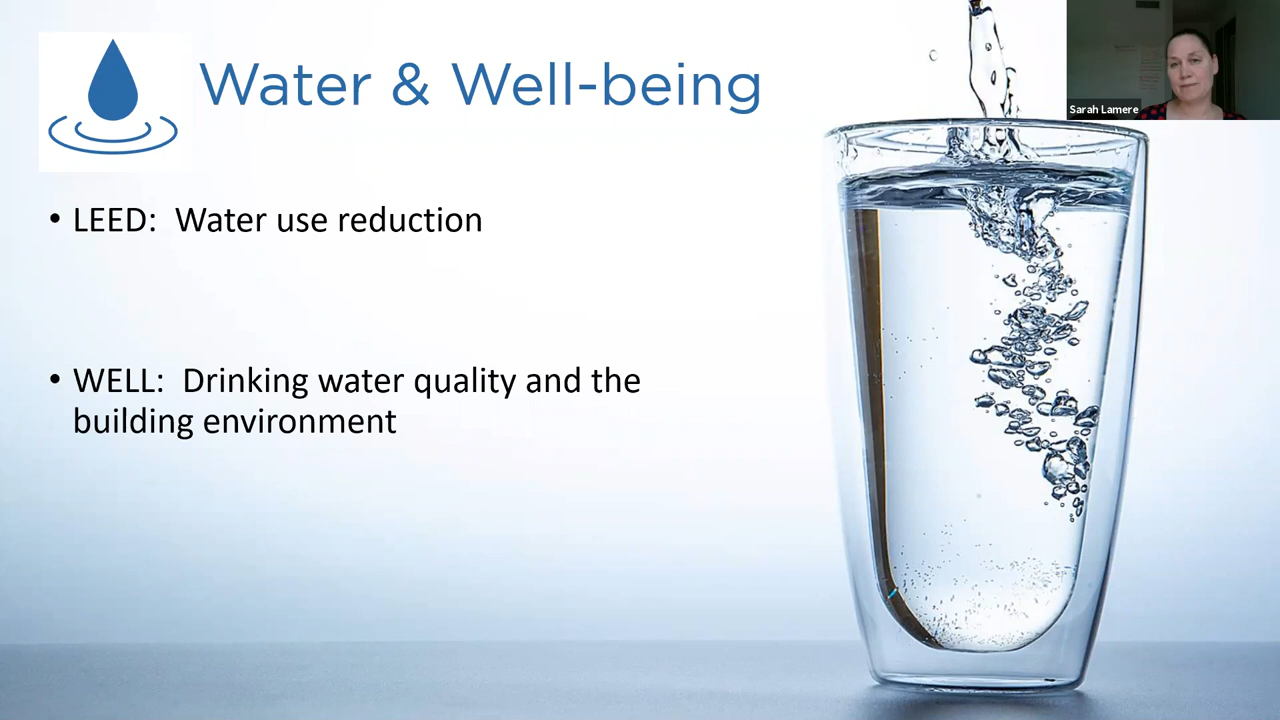 Water & Well-being
Sarah Lamere
• LEED:  Water use reduction
• WELL:  Drinking water quality and the
building environment